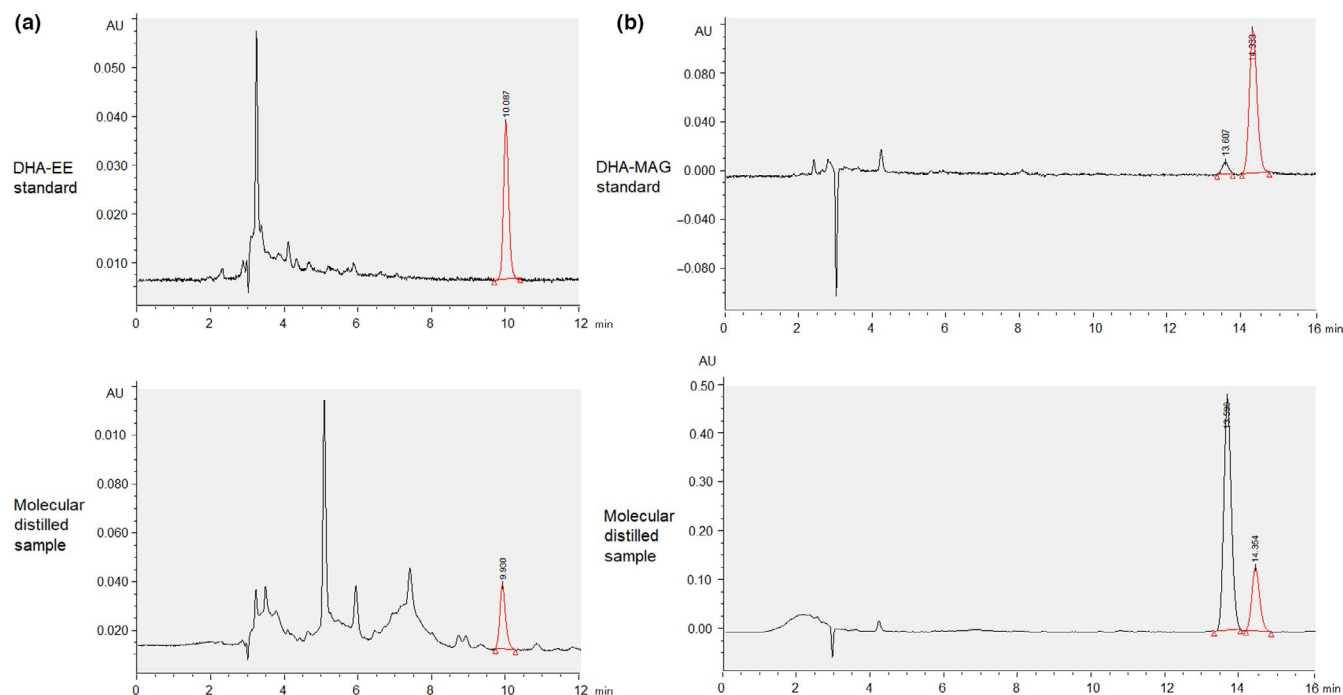 (a)
AU
0.050
0.040
0.030
0.020
0.010
DHA-EE
standard
10.087
0 2 4 6 8 10 12 min
(b)
AU
0.080
0.040
0.000
−0.040
−0.080
DHA-MAG
standard
13.607
14.333
0 2 4 6 8 10 12 14 16 min
AU
0.010
0.080
0.060
0.040
0.020
Molecular
distilled
sample
9.930
0 2 4 6 8 10 12 min
AU
0.50
0.40
0.30
0.20
0.10
0.00
Molecular
distilled
sample
13.596
14.354
0 2 4 6 8 10 12 14 16 min